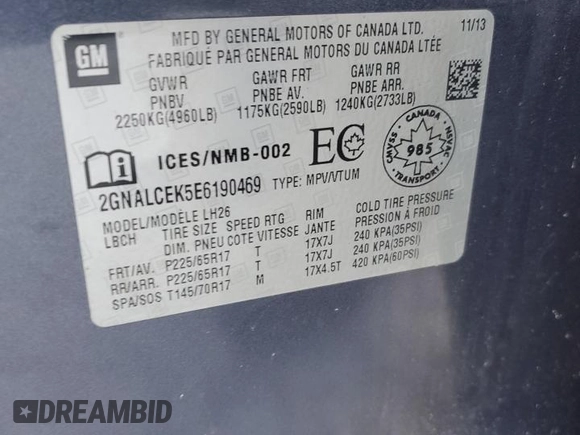 GM
MFD BY GENERAL MOTORS OF CANADA LTD. 11/13
FABRIQUÉ PAR GENERAL MOTORS DU CANADA LTÉE
GVWR GAWR FRT GAWR RR
PNBV PNBE AV. PNBE ARR.
2250KG(4960LB) 1175KG(2590LB) 1240KG(2733LB)
ICES/NMB-002 EC
CANADA
CMVSS 985 NSVAC
2GNALCEK5E6190469 TYPE: MPV/VTUM
MODEL/MODÈLE LH26
LBCH TIRE SIZE SPEED RTG RIM COLD TIRE PRESSURE
DIM. PNEU COTE VITESSE JANTE PRESSION À FROID
FRT/AV. P225/65R17 T 17X7J 240 KPA(35PSI)
RR/ARR. P225/65R17 T 17X7J 240 KPA(35PSI)
SPA/SOS T145/70R17 M 17X4.5T 420 KPA(60PSI)
DREAMBID